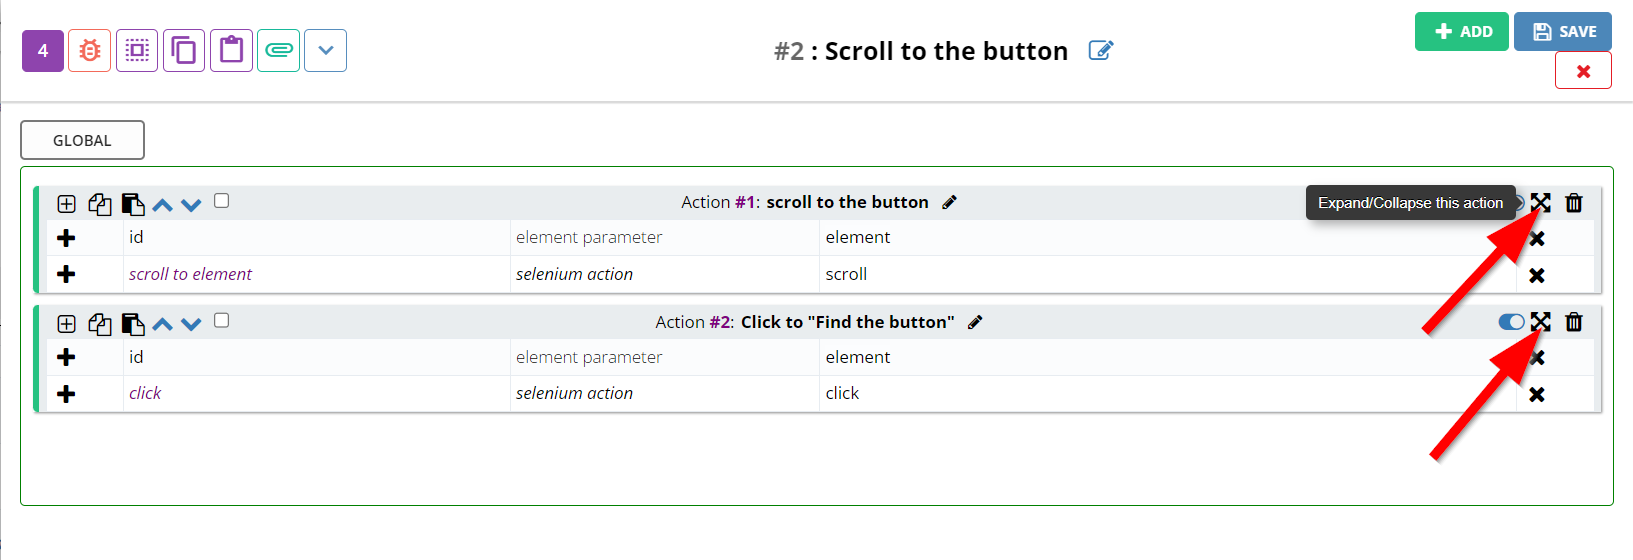 4
#2 : Scroll to the button
ADD
SAVE
GLOBAL
Action #1: scroll to the button
Expand/Collapse this action
id element parameter element
scroll to element selenium action scroll
Action #2: Click to "Find the button"
id element parameter element
click selenium action click